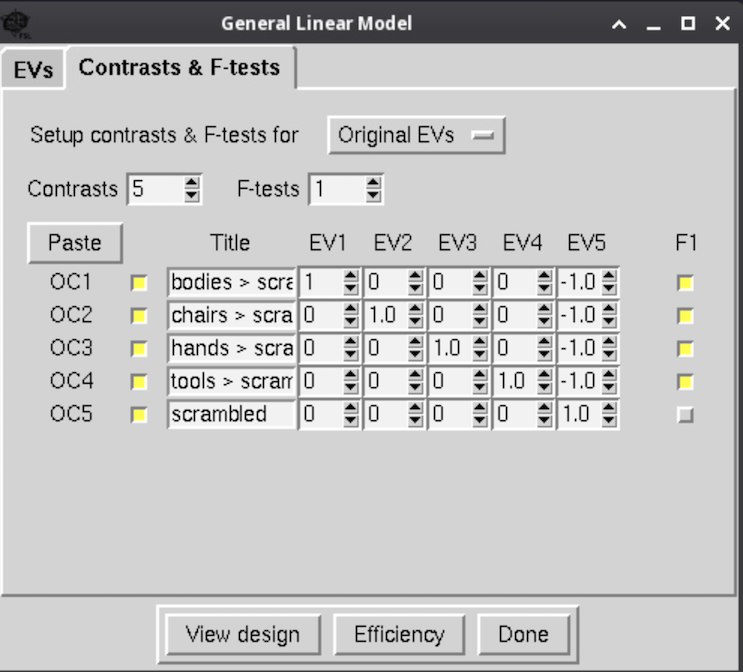 General Linear Model
EVs Contrasts & F-tests
Setup contrasts & F-tests for Original EVs
Contrasts 5 F-tests 1
Paste Title EV1 EV2 EV3 EV4 EV5 F1
OC1 bodies > scra 1 0 0 0 -1.0
OC2 chairs > scra 0 1.0 0 0 -1.0
OC3 hands > scra 0 0 1.0 0 -1.0
OC4 tools > scram 0 0 0 1.0 -1.0
OC5 scrambled 0 0 0 0 1.0
View design Efficiency Done